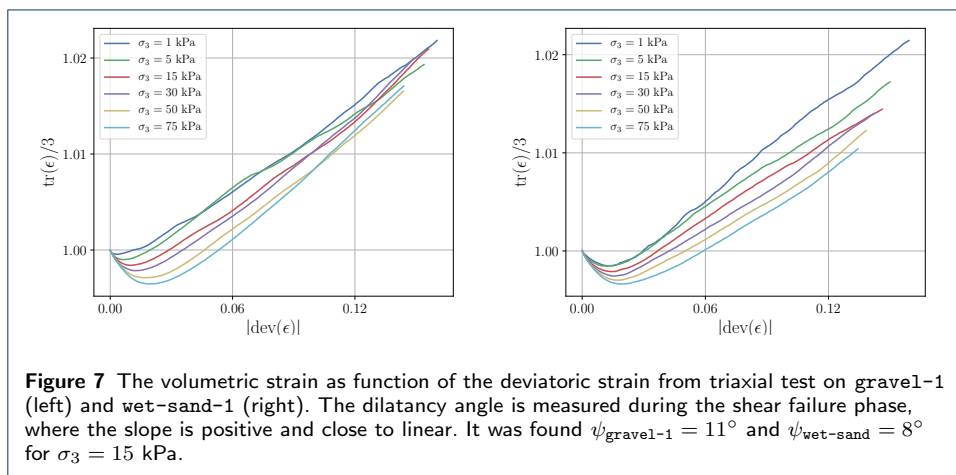 σ₃ = 1 kPa
σ₃ = 5 kPa
σ₃ = 15 kPa
σ₃ = 30 kPa
σ₃ = 50 kPa
σ₃ = 75 kPa
1.02
1.01
1.00
tr(ϵ)/3
0.00 0.06 0.12
|dev(ϵ)|
σ₃ = 1 kPa
σ₃ = 5 kPa
σ₃ = 15 kPa
σ₃ = 30 kPa
σ₃ = 50 kPa
σ₃ = 75 kPa
1.02
1.01
1.00
tr(ϵ)/3
0.00 0.06 0.12
|dev(ϵ)|
Figure 7 The volumetric strain as function of the deviatoric strain from triaxial test on gravel-1
(left) and wet-sand-1 (right). The dilatancy angle is measured during the shear failure phase,
where the slope is positive and close to linear. It was found ψgravel-1 = 11° and ψwet-sand = 8°
for σ₃ = 15 kPa.